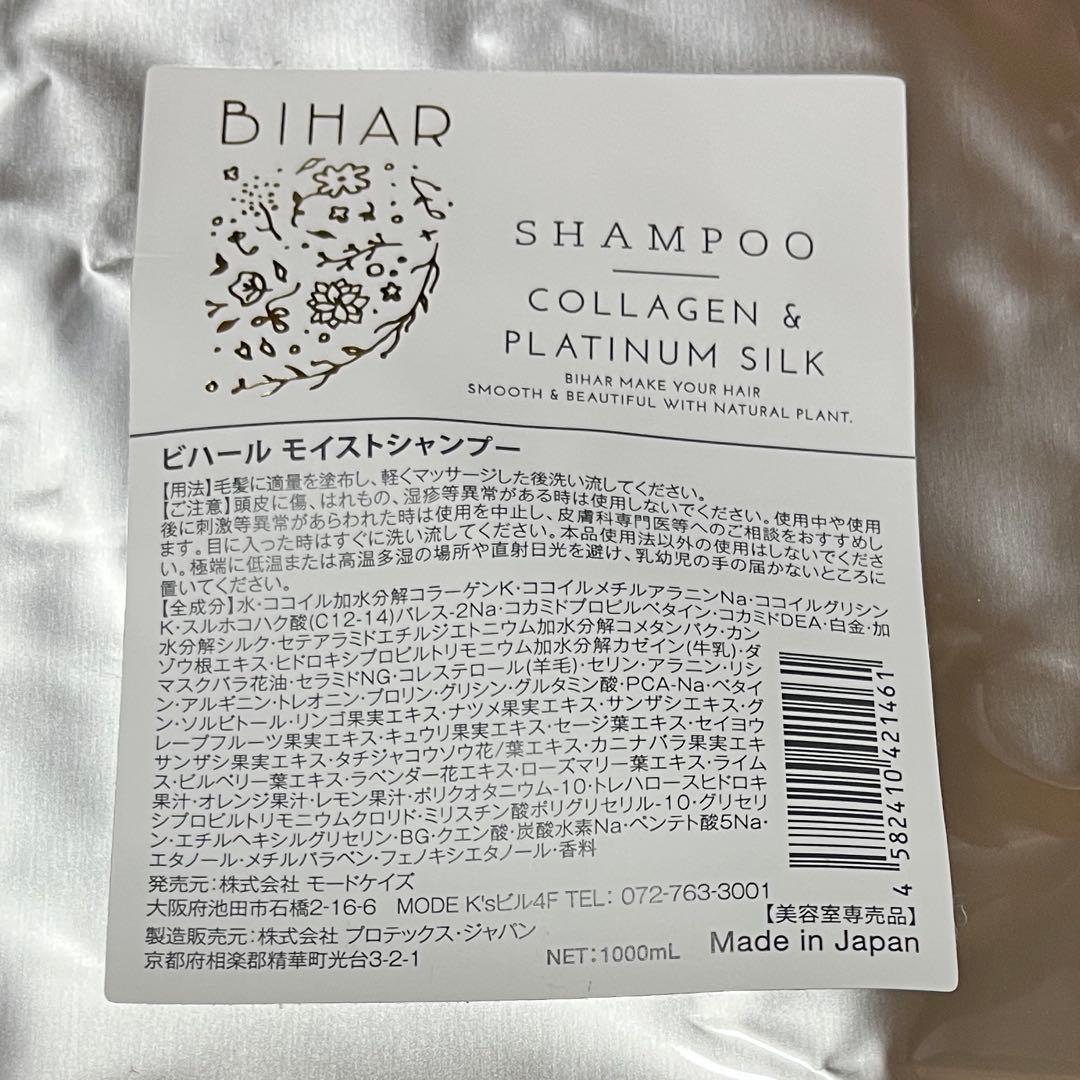 BIHAR
SHAMPOO
COLLAGEN &
PLATINUM SILK
BIHAR MAKE YOUR HAIR
SMOOTH & BEAUTIFUL WITH NATURAL PLANT.
ビハール モイストシャンプー
【用法】毛髪に適量を塗布し、軽くマッサージした後洗い流してください。
【ご注意】頭皮に傷、はれもの、湿疹等異常がある時は使用しないでください。使用中や使用
後に刺激等異常があらわれた時は使用を中止し、皮膚科専門医等へのご相談をおすすめし
ます。目に入った時はすぐに洗い流してください。本品使用法以外の使用はしないでくださ
い。極端に低温または高温多湿の場所や直射日光を避け、乳幼児の手の届かないところに
置いてください。
【全成分】水・ココイル加水分解コラーゲンK・ココイルメチルアラニンNa・ココイルグリシン
K・スルホコハク酸(C12-14)パレス-2Na・コカミドプロピルベタイン・コカミドDEA・白金・加
水分解シルク・セテアラミドエチルジエトニウム加水分解コメタンパク・カン
ゾウ根エキス・ヒドロキシプロピルトリモニウム加水分解カゼイン(牛乳)・ダ
マスクバラ花油・セラミドNG・コレステロール(羊毛)・セリン・アラニン・リシ
ン・アルギニン・トレオニン・プロリン・グリシン・グルタミン酸・PCA-Na・ベタイ
ン・ソルビトール・リンゴ果実エキス・ナツメ果実エキス・サンザシエキス・グ
レープフルーツ果実エキス・キュウリ果実エキス・セージ葉エキス・セイヨウ
サンザシ果実エキス・タチジャコウソウ花/葉エキス・カニナバラ果実エキ
ス・ビルベリー葉エキス・ラベンダー花エキス・ローズマリー葉エキス・ライム
果汁・オレンジ果汁・レモン果汁・ポリクオタニウム-10・トレハロースヒドロキ
シプロピルトリモニウムクロリド・ミリスチン酸ポリグリセリル-10・グリセリ
ン・エチルヘキシルグリセリン・BG・クエン酸・炭酸水素Na・ペンテト酸5Na・
エタノール・メチルパラベン・フェノキシエタノール・香料
4 582410 421461
発売元：株式会社 モードケイズ
大阪府池田市石橋2-16-6 MODE K'sビル4F TEL： 072-763-3001
【美容室専売品】
製造販売元：株式会社 プロテックス・ジャパン
京都府相楽郡精華町光台3-2-1
NET：1000mL
Made in Japan